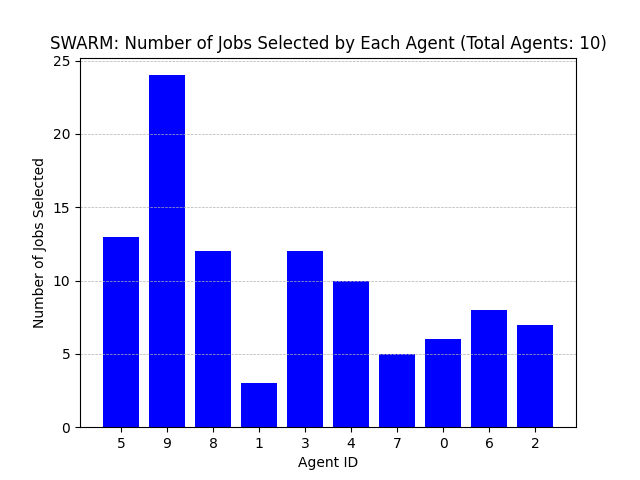 SWARM: Number of Jobs Selected by Each Agent (Total Agents: 10)
25
20
15
10
5
0
Number of Jobs Selected
5 9 8 1 3 4 7 0 6 2
Agent ID